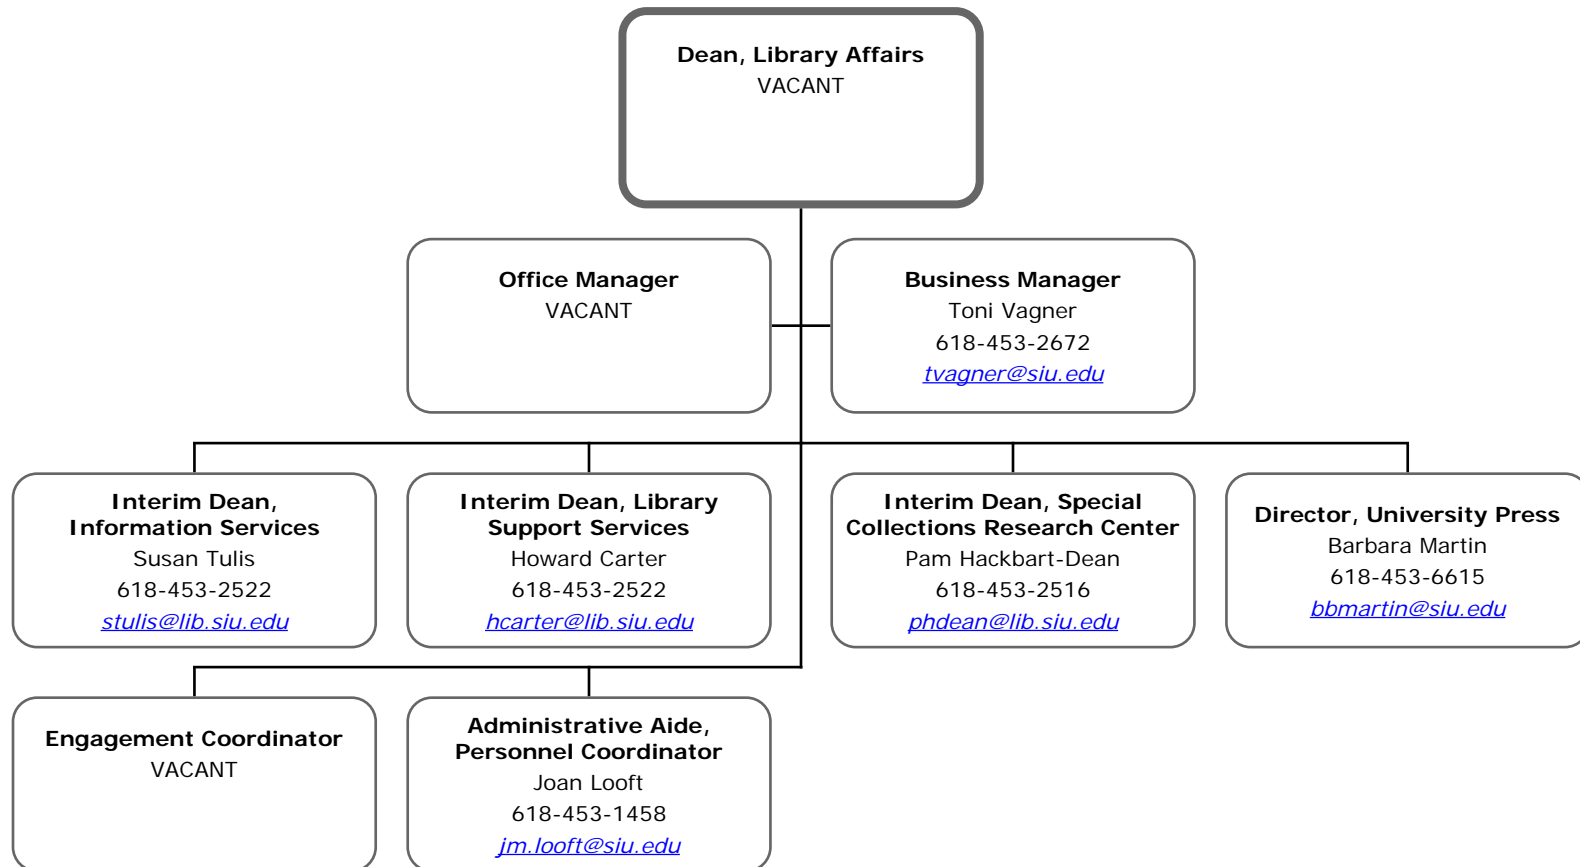 Dean, Library Affairs
VACANT
Office Manager
VACANT
Business Manager
Toni Vagner
618-453-2672
tvagner@siu.edu
Interim Dean,
Information Services
Susan Tulis
618-453-2522
stulis@lib.siu.edu
Interim Dean, Library
Support Services
Howard Carter
618-453-2522
hcarter@lib.siu.edu
Interim Dean, Special
Collections Research Center
Pam Hackbart-Dean
618-453-2516
phdean@lib.siu.edu
Director, University Press
Barbara Martin
618-453-6615
bbmartin@siu.edu
Engagement Coordinator
VACANT
Administrative Aide,
Personnel Coordinator
Joan Looft
618-453-1458
jm.looft@siu.edu